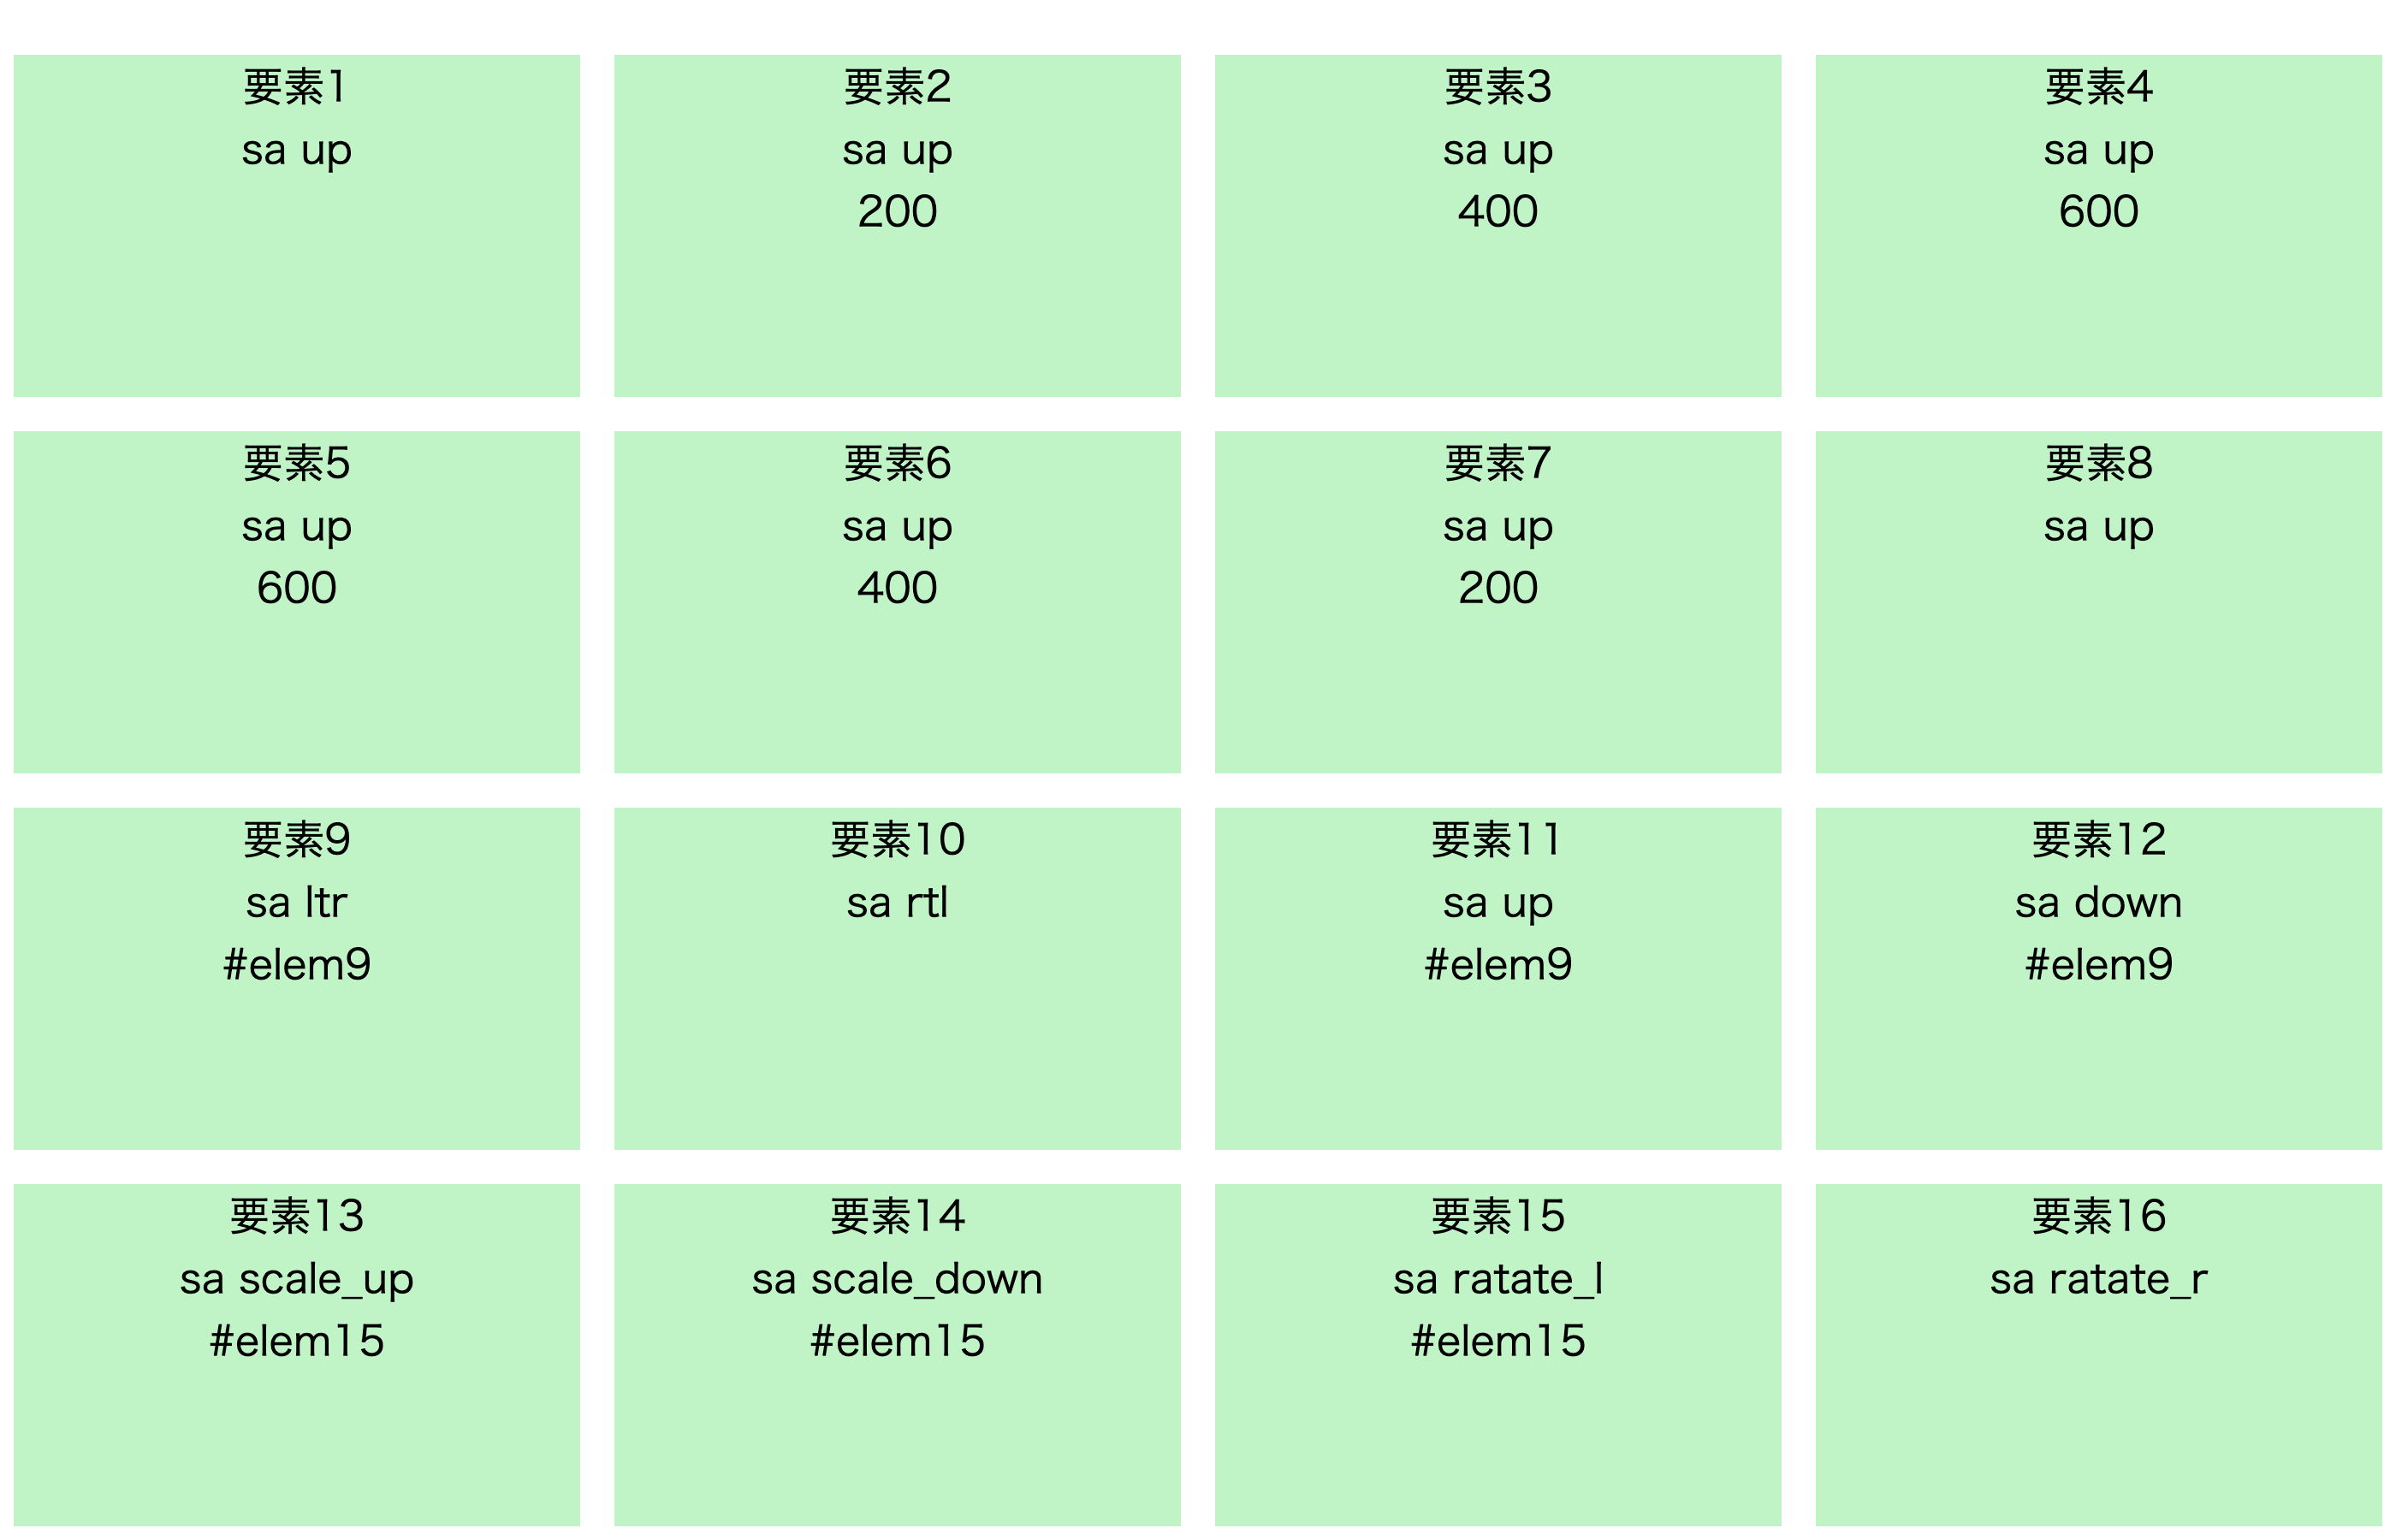 要素1
sa up
要素2
sa up
200
要素3
sa up
400
要素4
sa up
600
要素5
sa up
600
要素6
sa up
400
要素7
sa up
200
要素8
sa up
要素9
sa ltr
#elem9
要素10
sa rtl
要素11
sa up
#elem9
要素12
sa down
#elem9
要素13
sa scale_up
#elem15
要素14
sa scale_down
#elem15
要素15
sa ratate_l
#elem15
要素16
sa ratate_r